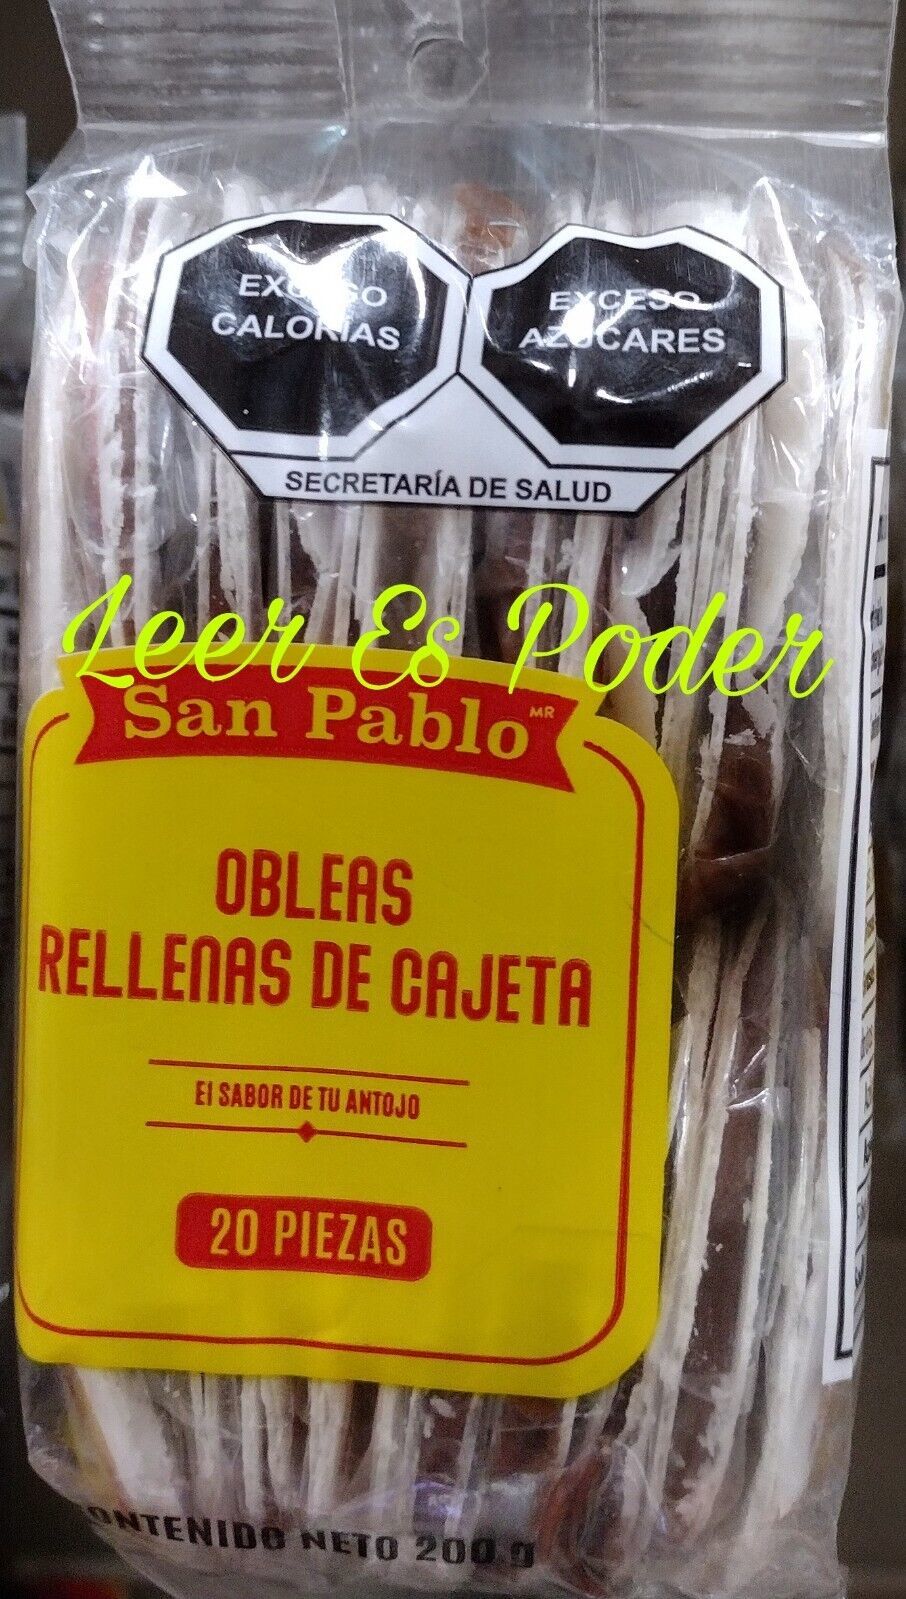 EXCESO
CALORÍAS
EXCESO
AZÚCARES
SECRETARÍA DE SALUD
Leer Es Poder
San Pablo MR
OBLEAS
RELLENAS DE CAJETA
El SABOR DE TU ANTOJO
20 PIEZAS
CONTENIDO NETO 200 g